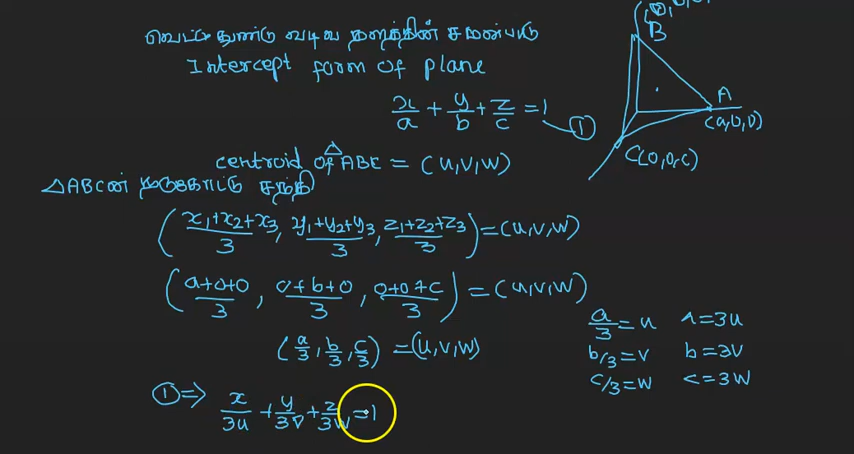 வெட்டுத்துண்டு வடிவ தளத்தின் சமன்பாடு
Intercept form of plane
x/a + y/b + z/c = 1 ①
B
A
(a,0,0)
C(0,0,c)
centroid of △ABC = (u,v,w)
△ABCன் நடுக்கோட்டு சந்தி
(x₁+x₂+x₃/3, y₁+y₂+y₃/3, z₁+z₂+z₃/3) = (u,v,w)
(a+0+0/3, 0+b+0/3, 0+0+c/3) = (u,v,w)
(a/3, b/3, c/3) = (u,v,w)
a/3 = u a=3u
b/3 = v b=3v
c/3 = w c=3w
① ⇒ x/3u + y/3v + z/3w = 1